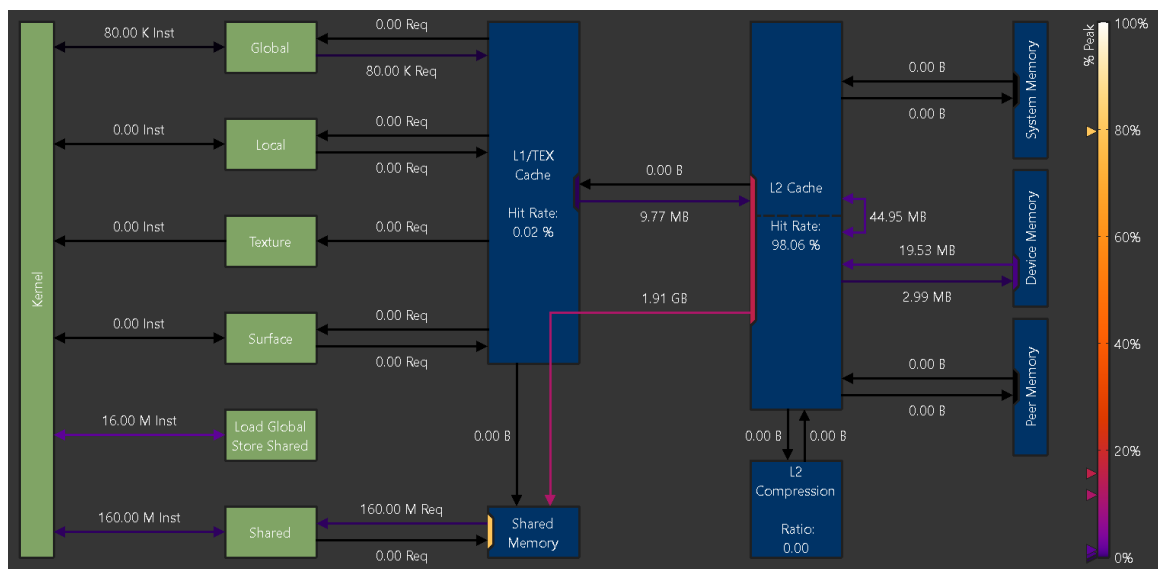 Kernel
80.00 K Inst
0.00 Inst
0.00 Inst
0.00 Inst
16.00 M Inst
160.00 M Inst
Global
Local
Texture
Surface
Load Global
Store Shared
Shared
0.00 Req
80.00 K Req
0.00 Req
0.00 Req
0.00 Req
0.00 Req
0.00 Req
160.00 M Req
0.00 Req
L1/TEX
Cache
Hit Rate:
0.02 %
0.00 B
Shared
Memory
0.00 B
9.77 MB
1.91 GB
L2 Cache
Hit Rate:
98.06 %
44.95 MB
0.00 B
0.00 B
L2
Compression
Ratio:
0.00
0.00 B
0.00 B
19.53 MB
2.99 MB
0.00 B
0.00 B
System Memory
Device Memory
Peer Memory
% Peak
100%
80%
60%
40%
20%
0%